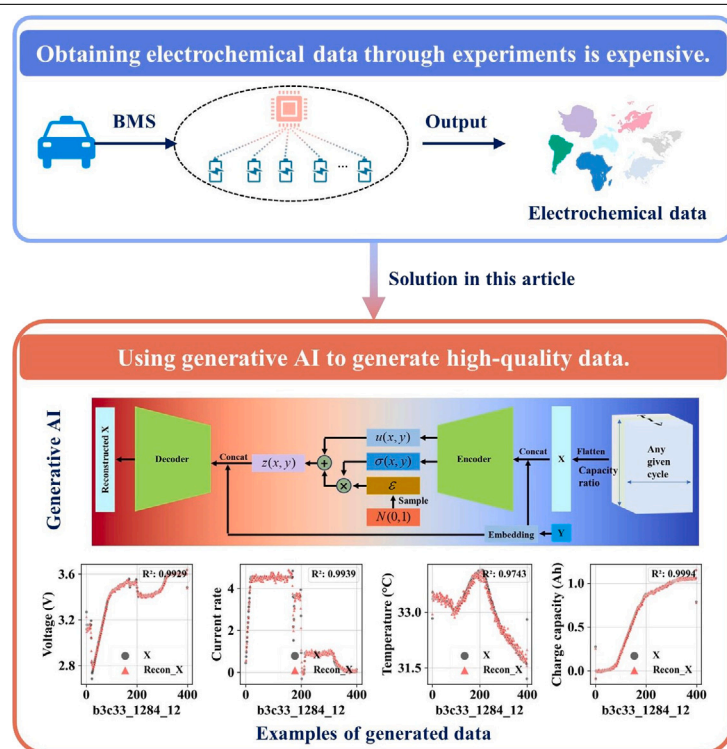 Obtaining electrochemical data through experiments is expensive.
BMS
Output
...
Electrochemical data
Solution in this article
Using generative AI to generate high-quality data.
Generative AI
Reconstructed X
Decoder
Concat
z(x, y)
+
×
u(x, y)
σ(x, y)
ε
Sample
N(0,1)
Encoder
Concat
X
Flatten
Capacity
ratio
Any
given
cycle
Embedding
Y
Voltage (V)
3.6
3.2
2.8
R²: 0.9929
X
Recon_X
0 200 400
b3c33_1284_12
Current rate
4
2
0
R²: 0.9939
X
Recon_X
0 200 400
b3c33_1284_12
Temperature (°C)
33.0
31.5
R²: 0.9743
X
Recon_X
0 200 400
b3c33_1284_12
Charge capacity (Ah)
1.0
0.5
0.0
R²: 0.9994
X
Recon_X
0 200 400
b3c33_1284_12
Examples of generated data